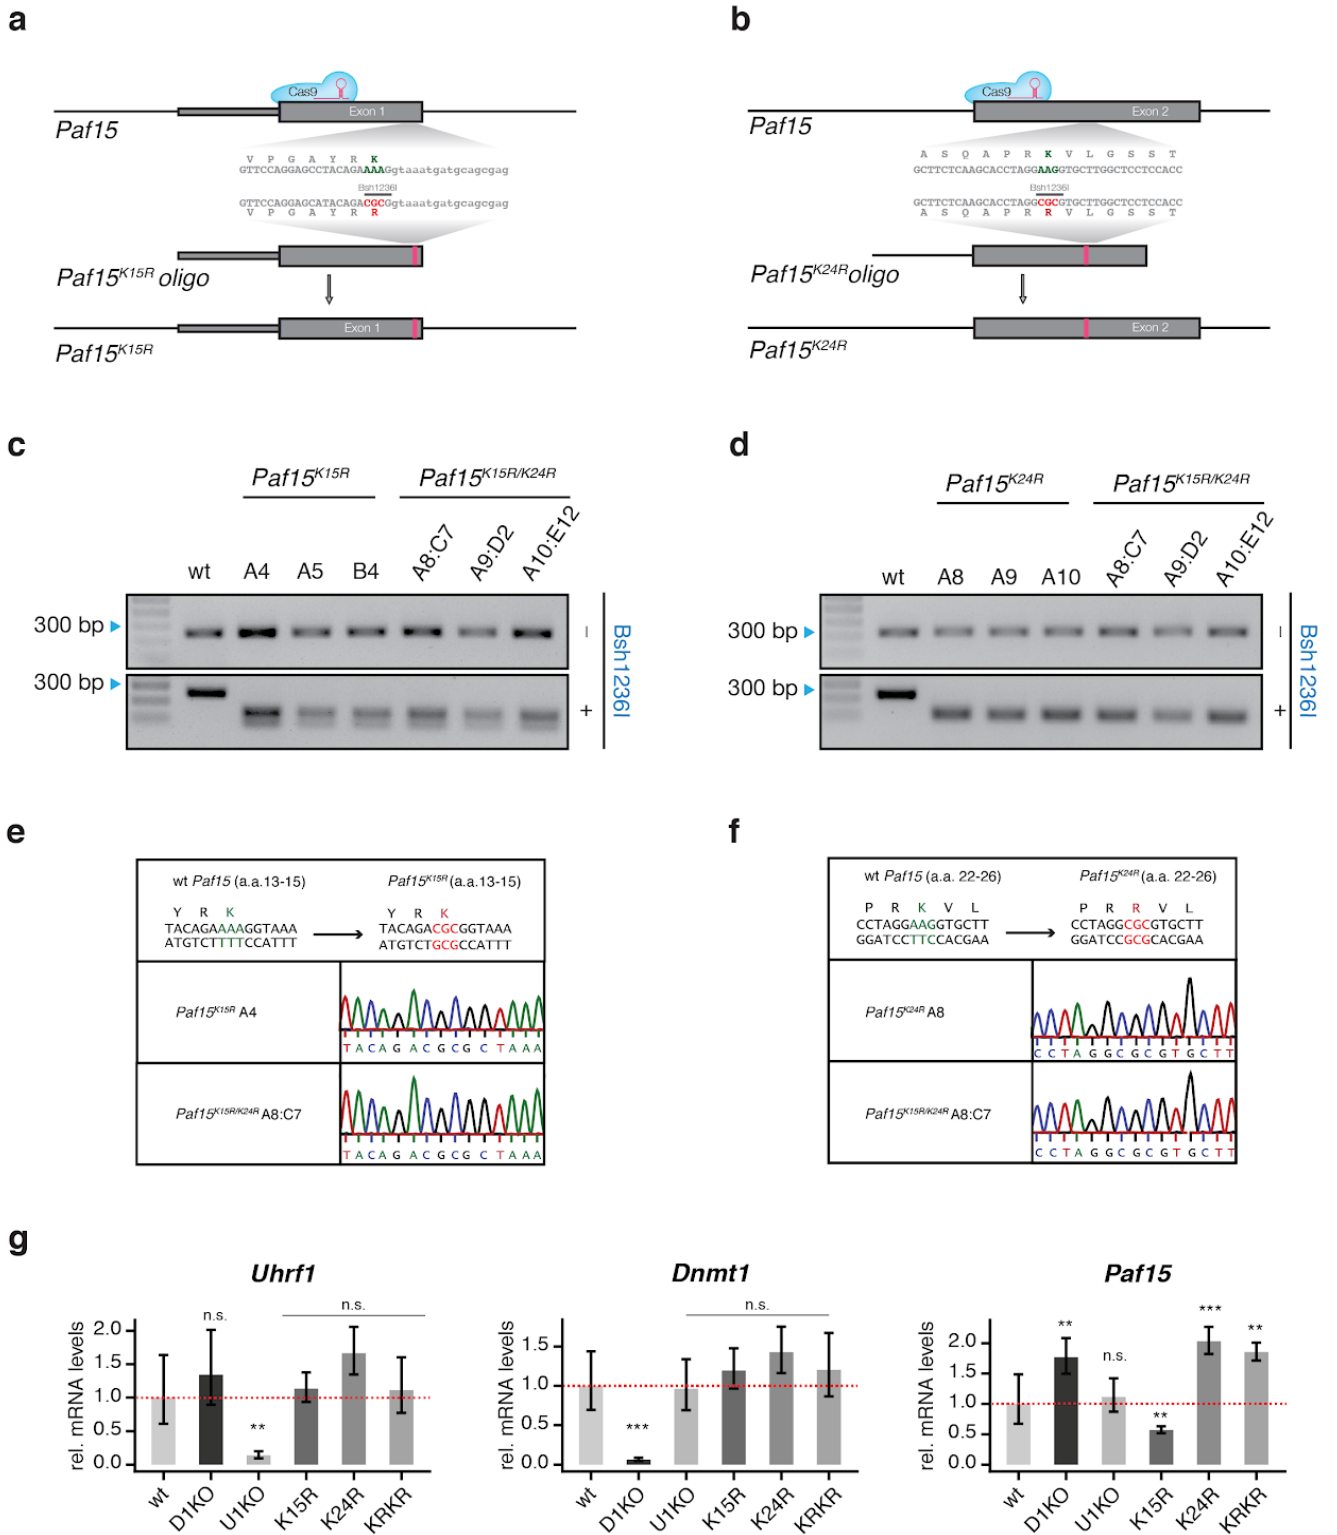 a
Cas9
Exon 1
Paf15
V P G A Y R K
GTTCCAGGAGCCTACAGAAAAGgtaaatgatgcagcgag
Bsh1236I
GTTCCAGGAGCATACAGACGCGgtaaatgatgcagcgag
V P G A Y R R
Paf15K15R oligo
Exon 1
Paf15K15R
b
Cas9
Exon 2
Paf15
A S Q A P R K V L G S S T
GCTTCTCAAGCACCTAGGAAGGTGCTTGGCTCCTCCACC
Bsh1236I
GCTTCTCAAGCACCTAGGCGCGTGCTTGGCTCCTCCACC
A S Q A P R R V L G S S T
Paf15K24R oligo
Exon 2
Paf15K24R
c
Paf15K15R
Paf15K15R/K24R
wt A4 A5 B4 A8:C7 A9:D2 A10:E12
300 bp
–
300 bp
+
Bsh1236I
d
Paf15K24R
Paf15K15R/K24R
wt A8 A9 A10 A8:C7 A9:D2 A10:E12
300 bp
–
300 bp
+
Bsh1236I
e
wt Paf15 (a.a.13-15)
Paf15K15R (a.a.13-15)
Y R K
Y R K
TACAGAAAAGGTAAA
TACAGACGCGGTAAA
ATGTCTTTTCCATTT
ATGTCTGCGCCATTT
Paf15K15R A4
T A C A G A C G C G C T A A A
Paf15K15R/K24R A8:C7
T A C A G A C G C G C T A A A
f
wt Paf15 (a.a. 22-26)
Paf15K24R (a.a. 22-26)
P R K V L
P R R V L
CCTAGGAAGGTGCTT
CCTAGGCGCGTGCTT
GGATCCTTCCACGAA
GGATCCGCGCACGAA
Paf15K24R A8
C C T A G G C G C G T G C T T
Paf15K15R/K24R A8:C7
C C T A G G C G C G T G C T T
g
Uhrf1
rel. mRNA levels
2.0
1.5
1.0
0.5
0.0
n.s.
**
n.s.
wt D1KO U1KO K15R K24R KRKR
Dnmt1
rel. mRNA levels
1.5
1.0
0.5
0.0
***
n.s.
wt D1KO U1KO K15R K24R KRKR
Paf15
rel. mRNA levels
2.0
1.5
1.0
0.5
0.0
**
n.s.
**
***
**
wt D1KO U1KO K15R K24R KRKR